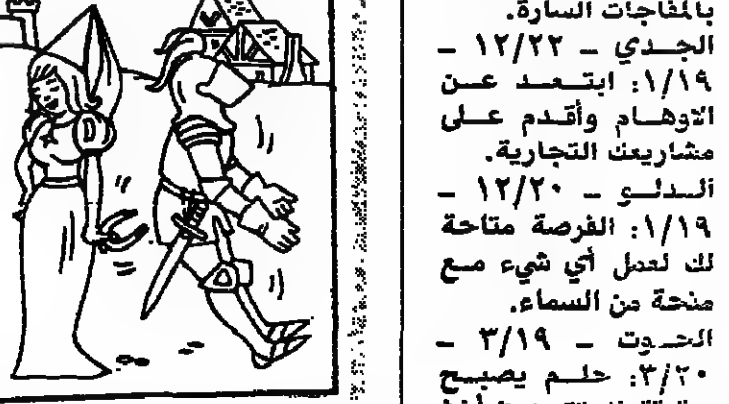 بالمفاجآت السارة.
الجدي – ١٢/٢٢ –
١/١٩: ابتعد عن
الأوهام وأقدم على
مشاريعك التجارية.
الدلو – ١٢/٢٠ –
١/١٩: الفرصة متاحة
لك لعمل أي شيء مع
منحة من السماء.
الحوت – ٣/١٩ –
٣/٢٠: حلم يصبح